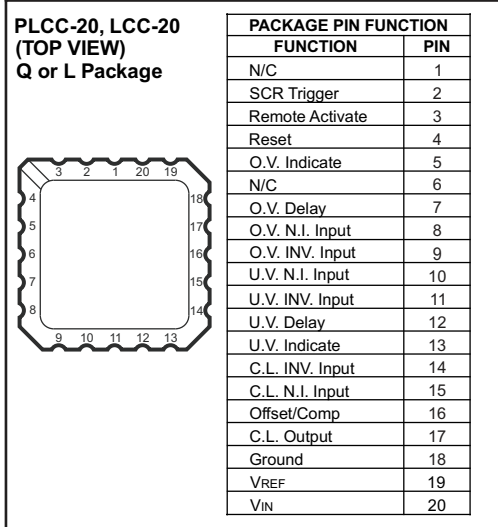 PLCC-20, LCC-20
(TOP VIEW)
Q or L Package
3 2 1 20 19
4 18
5 17
6 16
7 15
8 14
9 10 11 12 13
PACKAGE PIN FUNCTION
FUNCTION PIN
N/C 1
SCR Trigger 2
Remote Activate 3
Reset 4
O.V. Indicate 5
N/C 6
O.V. Delay 7
O.V. N.I. Input 8
O.V. INV. Input 9
U.V. N.I. Input 10
U.V. INV. Input 11
U.V. Delay 12
U.V. Indicate 13
C.L. INV. Input 14
C.L. N.I. Input 15
Offset/Comp 16
C.L. Output 17
Ground 18
VREF 19
VIN 20